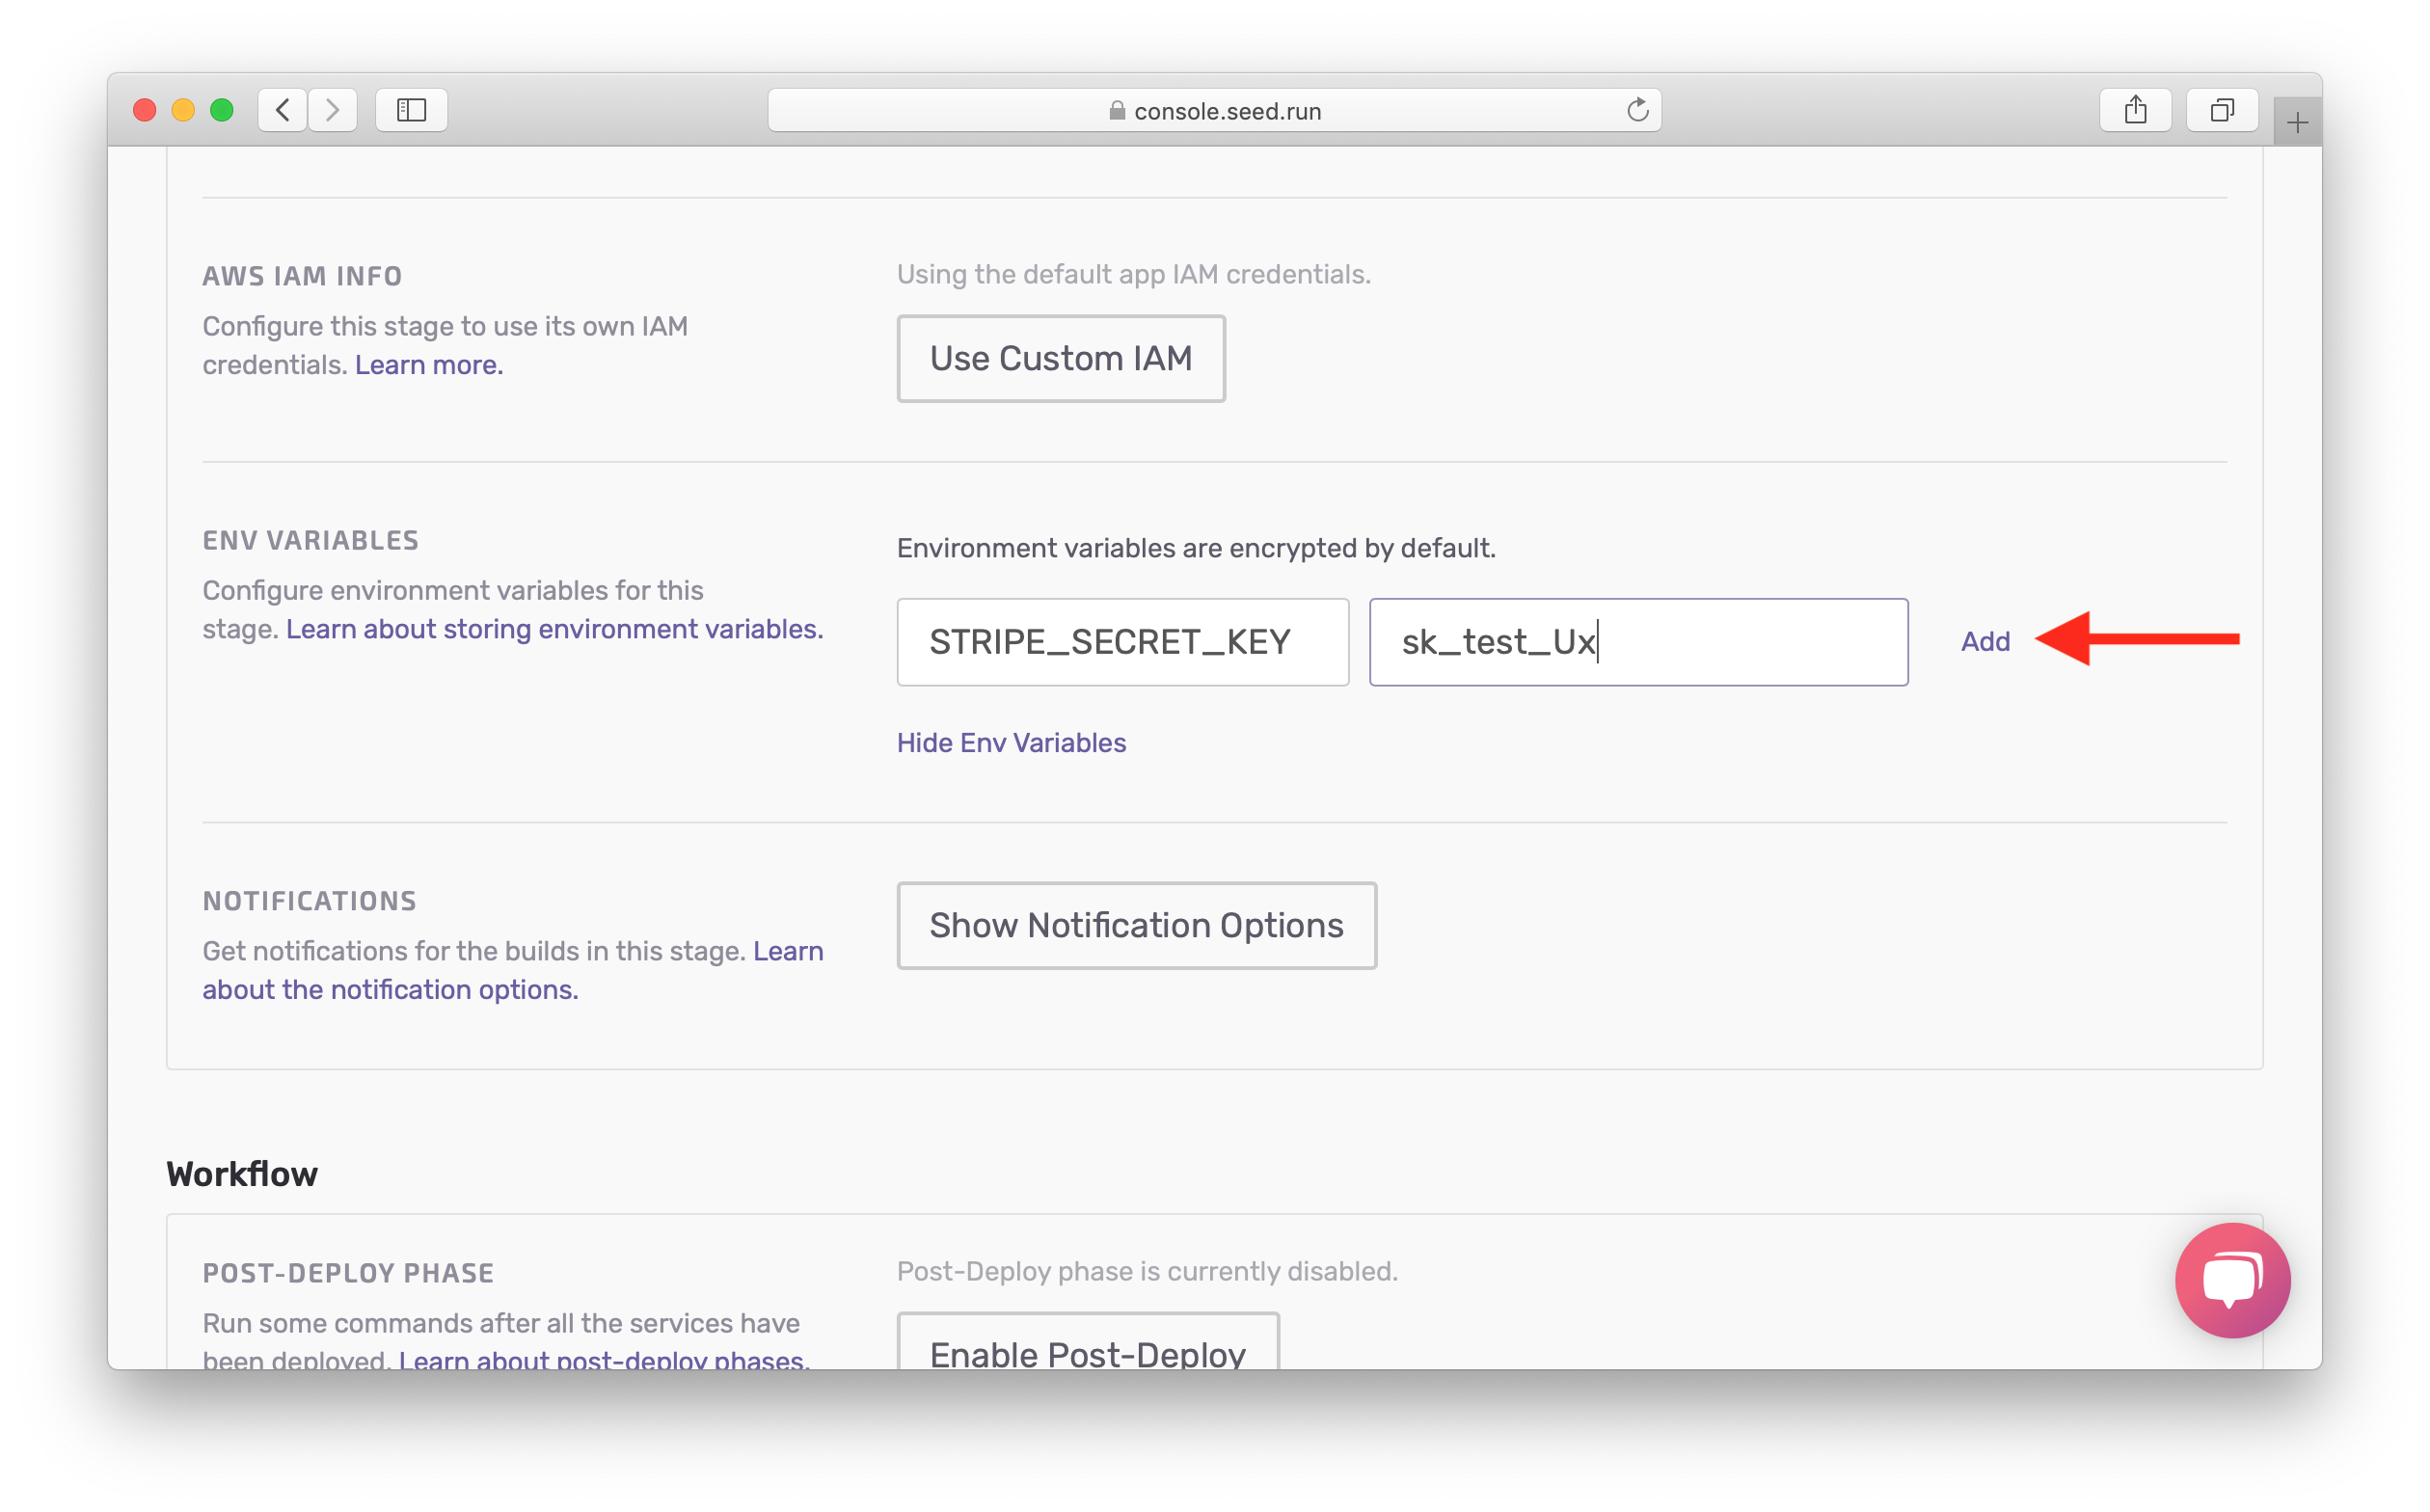 console.seed.run
AWS IAM INFO
Using the default app IAM credentials.
Configure this stage to use its own IAM
credentials. Learn more.
Use Custom IAM
ENV VARIABLES
Environment variables are encrypted by default.
Configure environment variables for this
stage. Learn about storing environment variables.
STRIPE_SECRET_KEY
sk_test_Ux
Add
Hide Env Variables
NOTIFICATIONS
Get notifications for the builds in this stage. Learn
about the notification options.
Show Notification Options
Workflow
POST-DEPLOY PHASE
Post-Deploy phase is currently disabled.
Run some commands after all the services have
been deployed. Learn about post-deploy phases.
Enable Post-Deploy